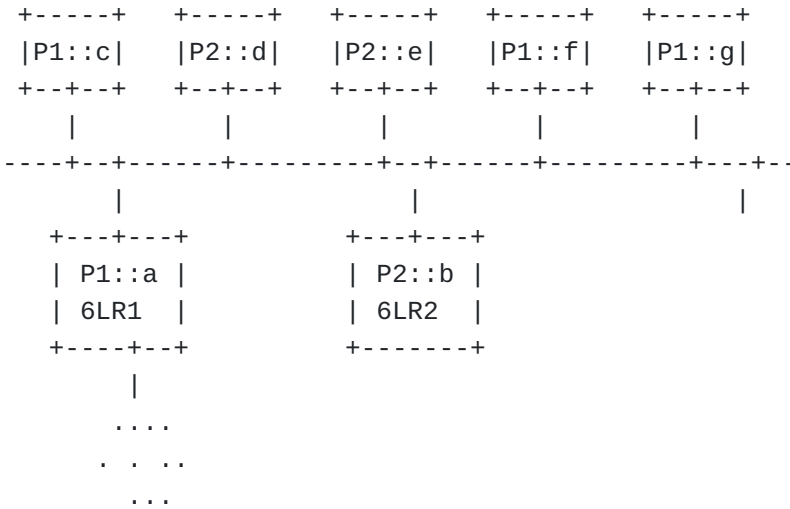 +-----+   +-----+   +-----+   +-----+   +-----+
|P1::c|   |P2::d|   |P2::e|   |P1::f|   |P1::g|
+--+--+   +--+--+   +--+--+   +--+--+   +--+--+
   |         |         |         |         |
----+--+------+---------+--+------+---------+---+--
      |                  |                    |
  +---+---+          +---+---+
  | P1::a |          | P2::b |
  | 6LR1  |          | 6LR2  |
  +----+--+          +-------+
       |
      ....
     . . ..
       ...